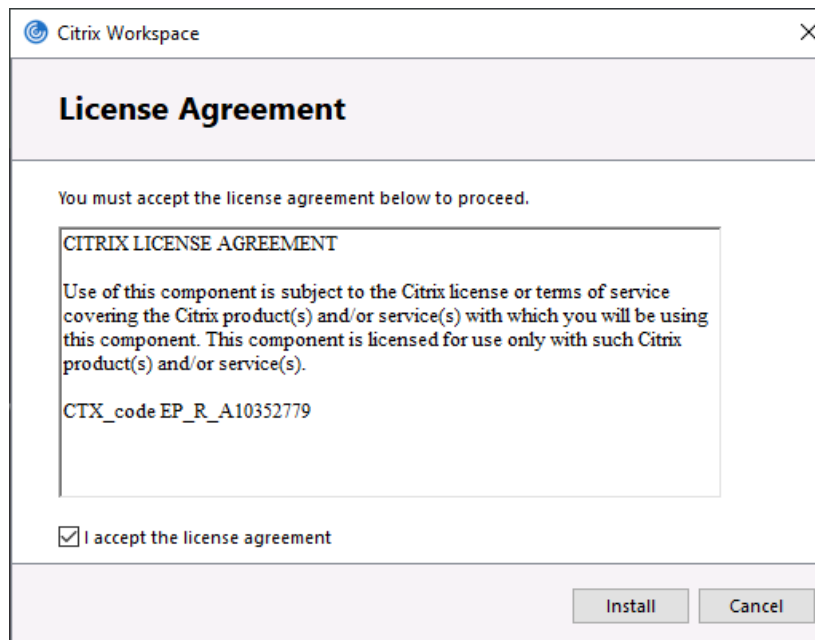 Citrix Workspace
License Agreement
You must accept the license agreement below to proceed.
CITRIX LICENSE AGREEMENT
Use of this component is subject to the Citrix license or terms of service
covering the Citrix product(s) and/or service(s) with which you will be using
this component. This component is licensed for use only with such Citrix
product(s) and/or service(s).
CTX_code EP_R_A10352779
I accept the license agreement
Install
Cancel